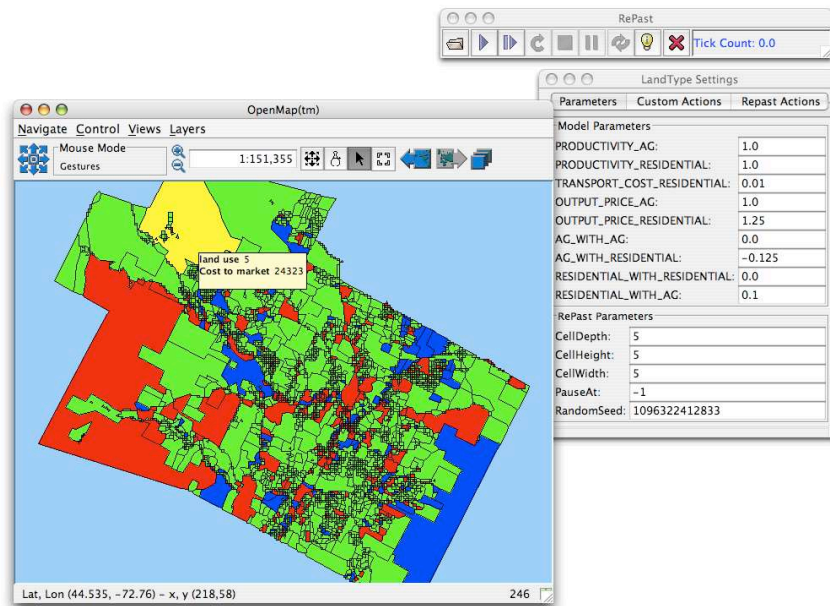 RePast
Tick Count: 0.0
LandType Settings
Parameters Custom Actions Repast Actions
Model Parameters
PRODUCTIVITY_AG: 1.0
PRODUCTIVITY_RESIDENTIAL: 1.0
TRANSPORT_COST_RESIDENTIAL: 0.01
OUTPUT_PRICE_AG: 1.0
OUTPUT_PRICE_RESIDENTIAL: 1.25
AG_WITH_AG: 0.0
AG_WITH_RESIDENTIAL: -0.125
RESIDENTIAL_WITH_RESIDENTIAL: 0.0
RESIDENTIAL_WITH_AG: 0.1
RePast Parameters
CellDepth: 5
CellHeight: 5
CellWidth: 5
PauseAt: -1
RandomSeed: 1096322412833
OpenMap(tm)
Navigate Control Views Layers
Mouse Mode
Gestures
1:151,355
land use 5
Cost to market 24323
Lat, Lon (44.535, -72.76) - x, y (218,58) 246